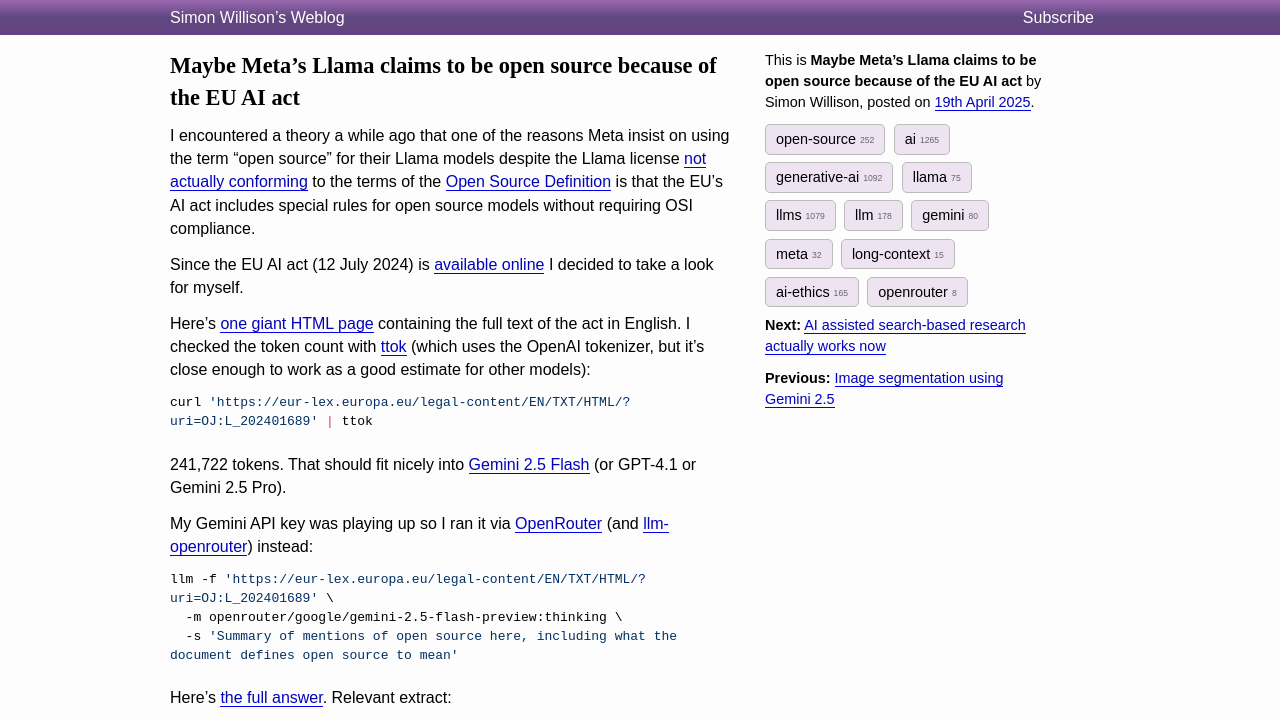 Simon Willison’s Weblog
Subscribe
Maybe Meta’s Llama claims to be open source because of
the EU AI act
I encountered a theory a while ago that one of the reasons Meta insist on using
the term “open source” for their Llama models despite the Llama license not
actually conforming to the terms of the Open Source Definition is that the EU’s
AI act includes special rules for open source models without requiring OSI
compliance.
Since the EU AI act (12 July 2024) is available online I decided to take a look
for myself.
Here’s one giant HTML page containing the full text of the act in English. I
checked the token count with ttok (which uses the OpenAI tokenizer, but it’s
close enough to work as a good estimate for other models):
curl 'https://eur-lex.europa.eu/legal-content/EN/TXT/HTML/?
uri=OJ:L_202401689' | ttok
241,722 tokens. That should fit nicely into Gemini 2.5 Flash (or GPT-4.1 or
Gemini 2.5 Pro).
My Gemini API key was playing up so I ran it via OpenRouter (and llm-
openrouter) instead:
llm -f 'https://eur-lex.europa.eu/legal-content/EN/TXT/HTML/?
uri=OJ:L_202401689' \
  -m openrouter/google/gemini-2.5-flash-preview:thinking \
  -s 'Summary of mentions of open source here, including what the
document defines open source to mean'
Here’s the full answer. Relevant extract:
This is Maybe Meta’s Llama claims to be
open source because of the EU AI act by
Simon Willison, posted on 19th April 2025.
open-source 252 ai 1265
generative-ai 1092 llama 75
llms 1079 llm 178 gemini 80
meta 32 long-context 15
ai-ethics 165 openrouter 8
Next: AI assisted search-based research
actually works now
Previous: Image segmentation using
Gemini 2.5